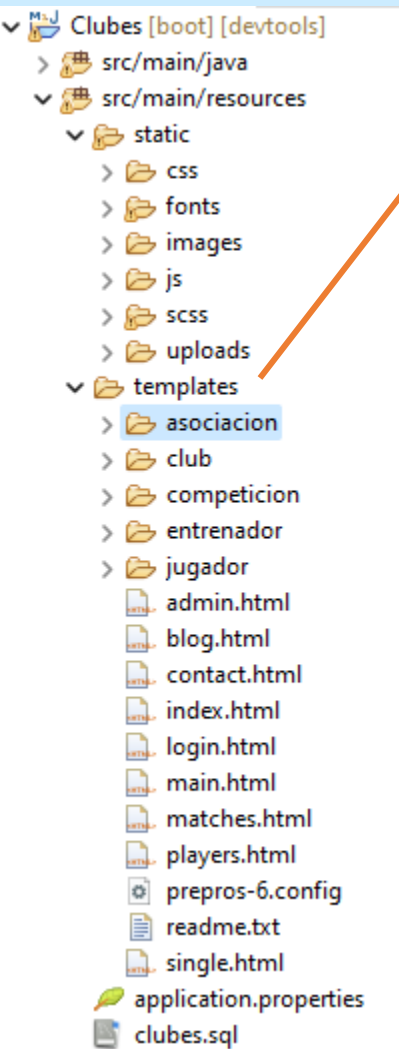 Clubes [boot] [devtools]
src/main/java
src/main/resources
static
css
fonts
images
js
scss
uploads
templates
asociacion
club
competicion
entrenador
jugador
admin.html
blog.html
contact.html
index.html
login.html
main.html
matches.html
players.html
prepros-6.config
readme.txt
single.html
application.properties
clubes.sql